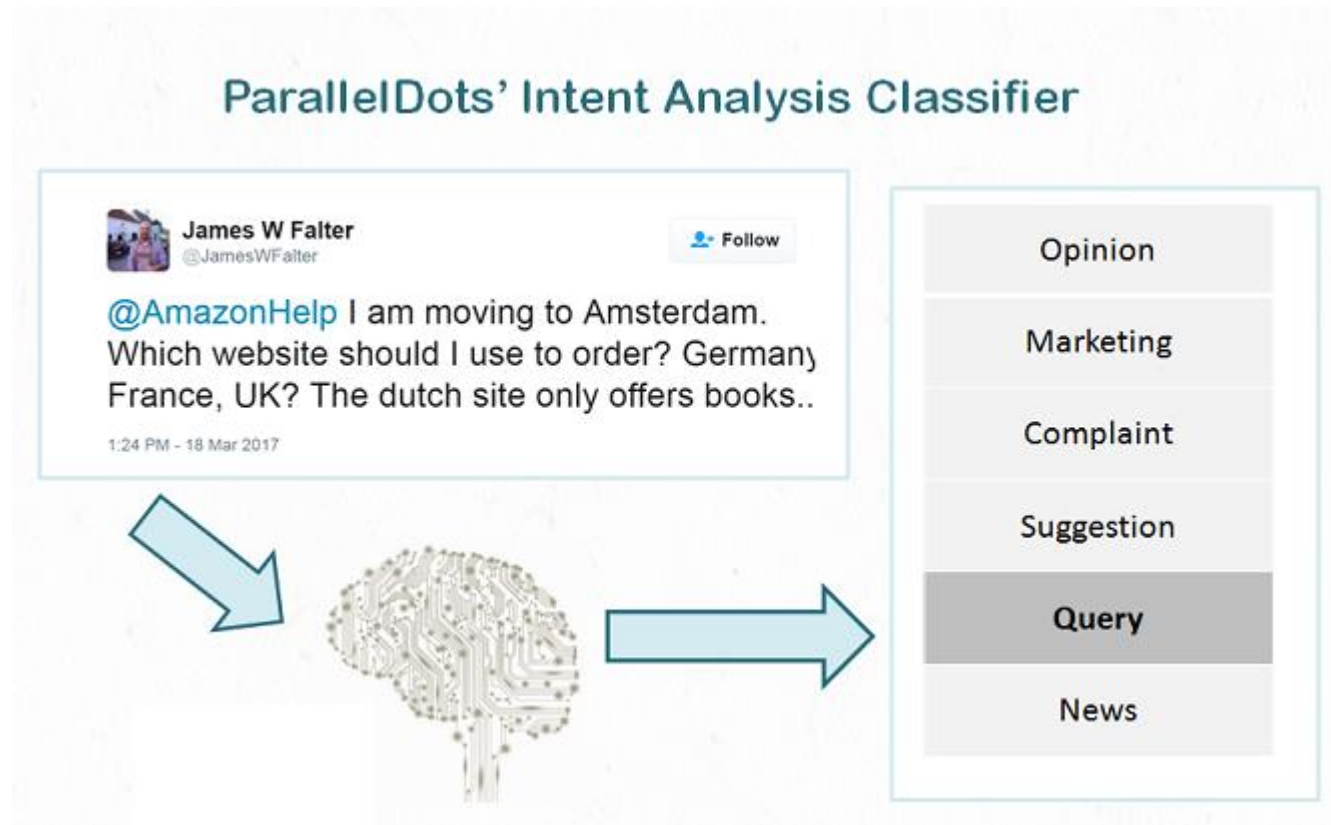 ParallelDots' Intent Analysis Classifier
James W Falter
@JamesWFalter
Follow
@AmazonHelp I am moving to Amsterdam.
Which website should I use to order? Germany
France, UK? The dutch site only offers books..
1:24 PM - 18 Mar 2017
Opinion
Marketing
Complaint
Suggestion
Query
News